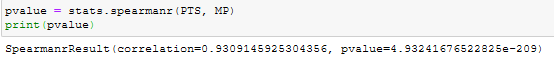 pvalue = stats.spearmanr(PTS, MP)
print(pvalue)
SpearmanrResult(correlation=0.9309145925304356, pvalue=4.93241676522825e-209)